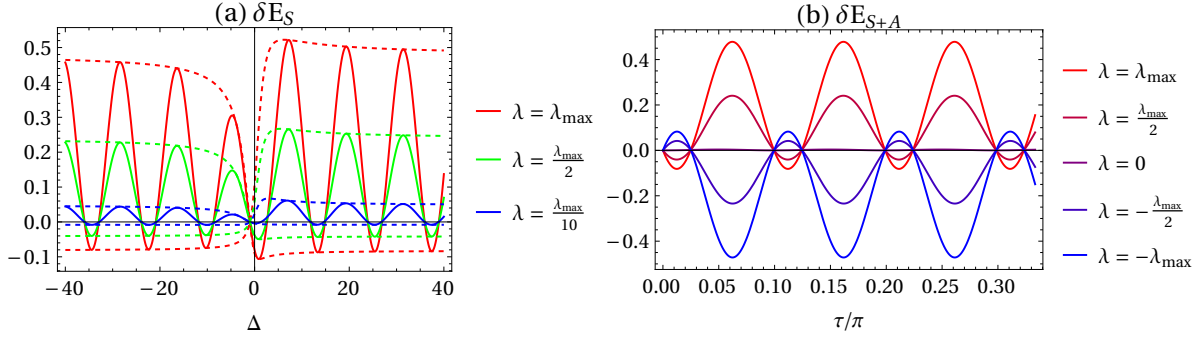 (a) δE_S
0.5
0.4
0.3
0.2
0.1
0.0
−0.1
−40 −20 0 20 40
Δ
λ = λ_max
λ = λ_max/2
λ = λ_max/10
(b) δE_{S+A}
0.4
0.2
0.0
−0.2
−0.4
0.00 0.05 0.10 0.15 0.20 0.25 0.30
τ/π
λ = λ_max
λ = λ_max/2
λ = 0
λ = −λ_max/2
λ = −λ_max